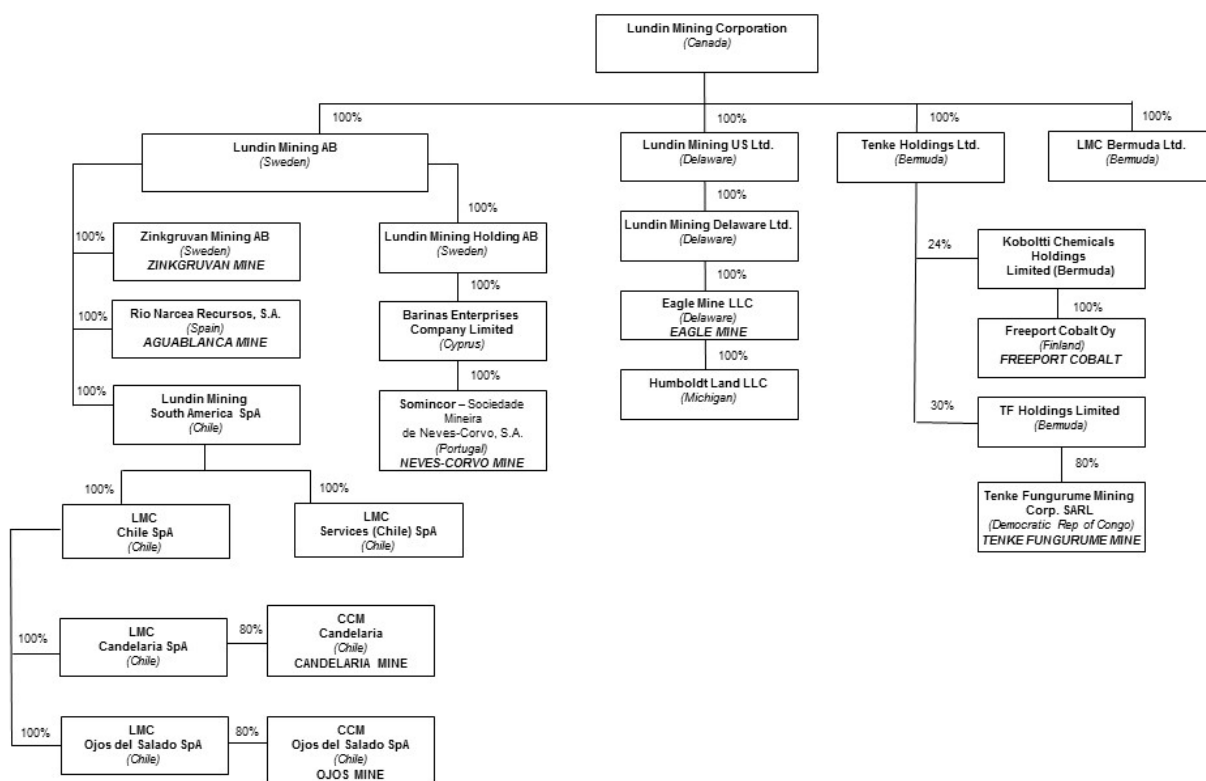 Lundin Mining Corporation
(Canada)
100%
100%
100%
100%
Lundin Mining AB
(Sweden)
Lundin Mining US Ltd.
(Delaware)
Tenke Holdings Ltd.
(Bermuda)
LMC Bermuda Ltd.
(Bermuda)
100%
Zinkgruvan Mining AB
(Sweden)
ZINKGRUVAN MINE
100%
Lundin Mining Holding AB
(Sweden)
100%
Lundin Mining Delaware Ltd.
(Delaware)
24%
Koboltti Chemicals
Holdings
Limited (Bermuda)
100%
Rio Narcea Recursos, S.A.
(Spain)
AGUABLANCA MINE
100%
Barinas Enterprises
Company Limited
(Cyprus)
100%
Eagle Mine LLC
(Delaware)
EAGLE MINE
100%
Freeport Cobalt Oy
(Finland)
FREEPORT COBALT
100%
Lundin Mining
South America SpA
(Chile)
100%
Somincor – Sociedade
Mineira
de Neves-Corvo, S.A.
(Portugal)
NEVES-CORVO MINE
100%
Humboldt Land LLC
(Michigan)
30%
TF Holdings Limited
(Bermuda)
80%
Tenke Fungurume Mining
Corp. SARL
(Democratic Rep of Congo)
TENKE FUNGURUME MINE
100%
LMC
Chile SpA
(Chile)
100%
LMC
Services (Chile) SpA
(Chile)
100%
LMC
Candelaria SpA
(Chile)
80%
CCM
Candelaria
(Chile)
CANDELARIA MINE
100%
LMC
Ojos del Salado SpA
(Chile)
80%
CCM
Ojos del Salado SpA
(Chile)
OJOS MINE